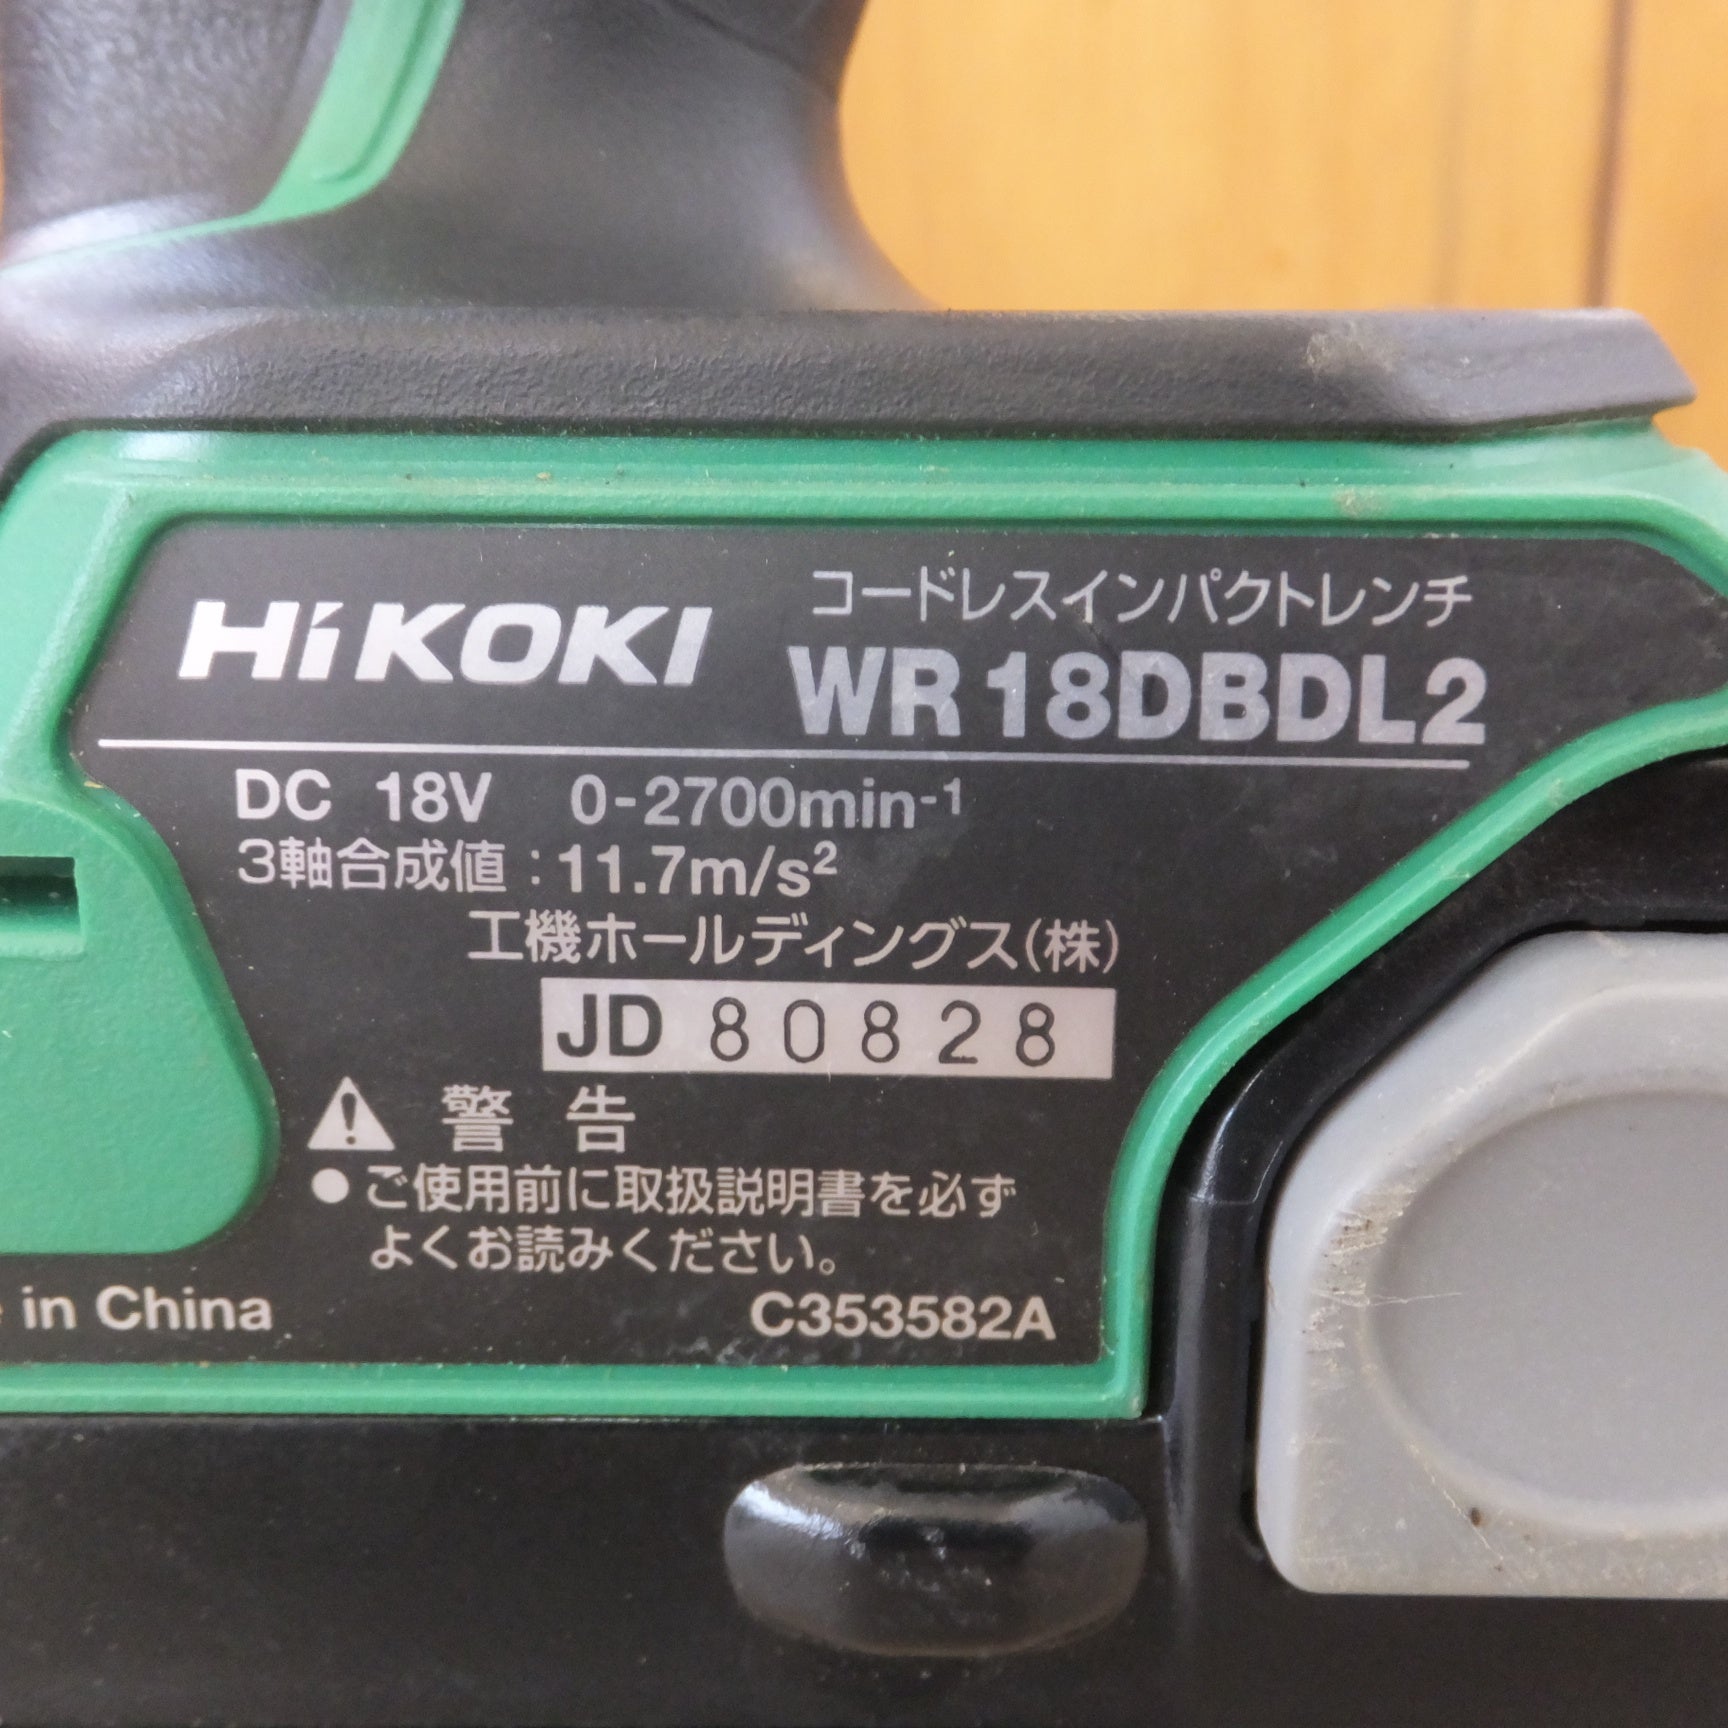 HiKOKI コードレスインパクトレンチ
WR18DBDL2
DC 18V 0-2700min-1
3軸合成値:11.7m/s2
工機ホールディングス(株)
JD 80828
警 告
●ご使用前に取扱説明書を必ず
よくお読みください。
in China C353582A